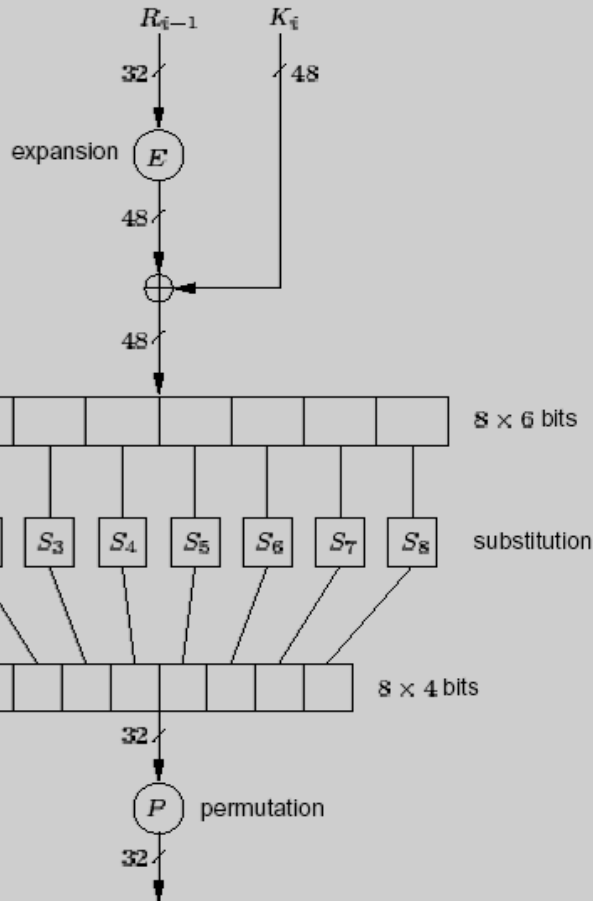 R_{i−1} K_i
32 48
expansion E
48
48
8 × 6 bits
S_3 S_4 S_5 S_6 S_7 S_8 substitution
8 × 4 bits
32
P permutation
32